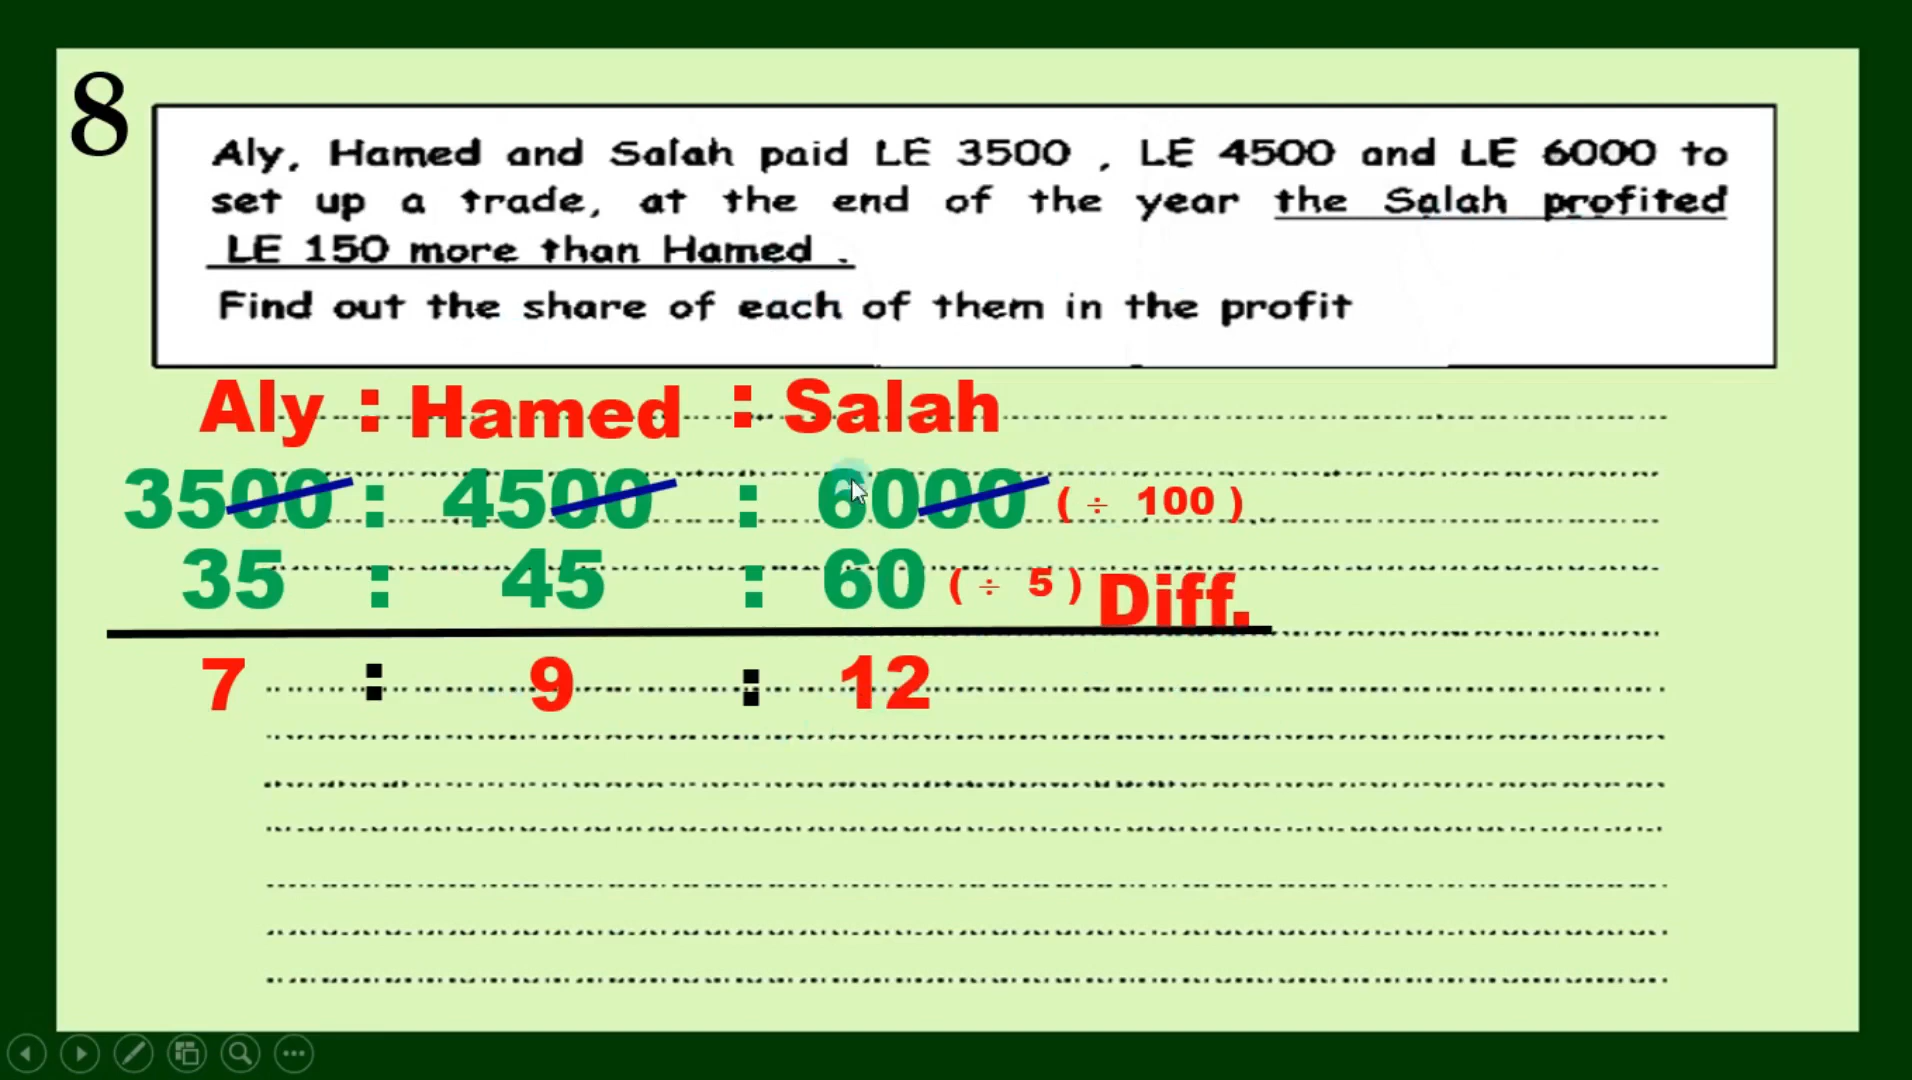 8
Aly, Hamed and Salah paid LE 3500 , LE 4500 and LE 6000 to
set up a trade, at the end of the year the Salah profited
LE 150 more than Hamed .
Find out the share of each of them in the profit
Aly : Hamed : Salah
3500 : 4500 : 6000 ( ÷ 100 )
35 : 45 : 60 ( ÷ 5 ) Diff.
7 : 9 : 12